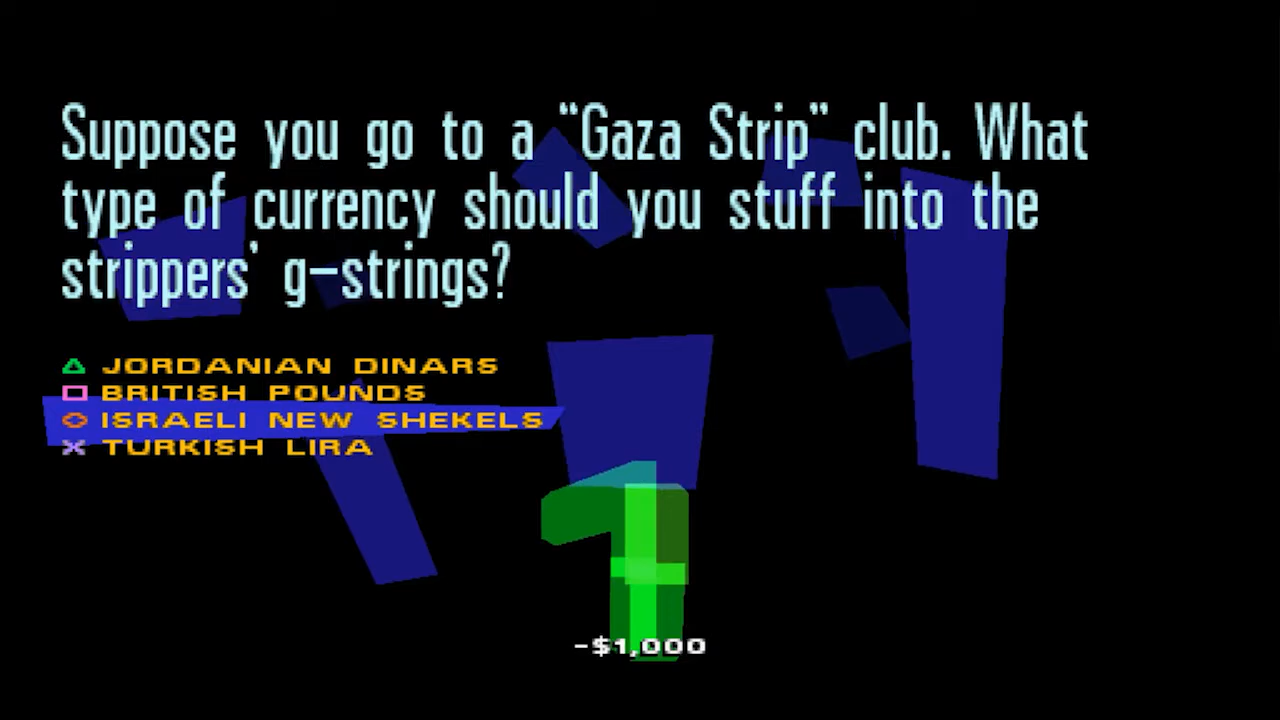 Suppose you go to a "Gaza Strip" club. What
type of currency should you stuff into the
strippers' g-strings?
JORDANIAN DINARS
BRITISH POUNDS
ISRAELI NEW SHEKELS
TURKISH LIRA
1
-$1,000